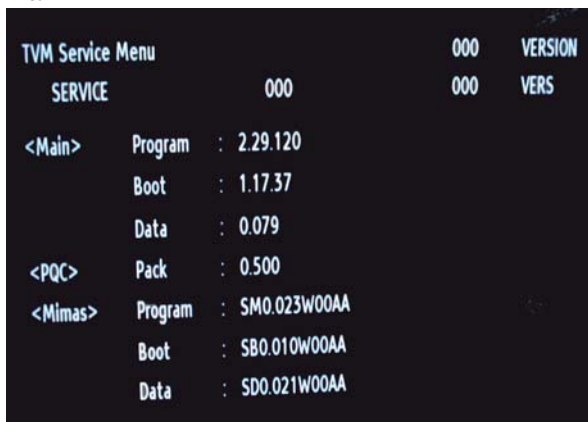 TVM Service Menu 000 VERSION
SERVICE 000 000 VERS
<Main> Program : 2.29.120
Boot : 1.17.37
Data : 0.079
<PQC> Pack : 0.500
<Mimas> Program : SM0.023W00AA
Boot : SB0.010W00AA
Data : SD0.021W00AA